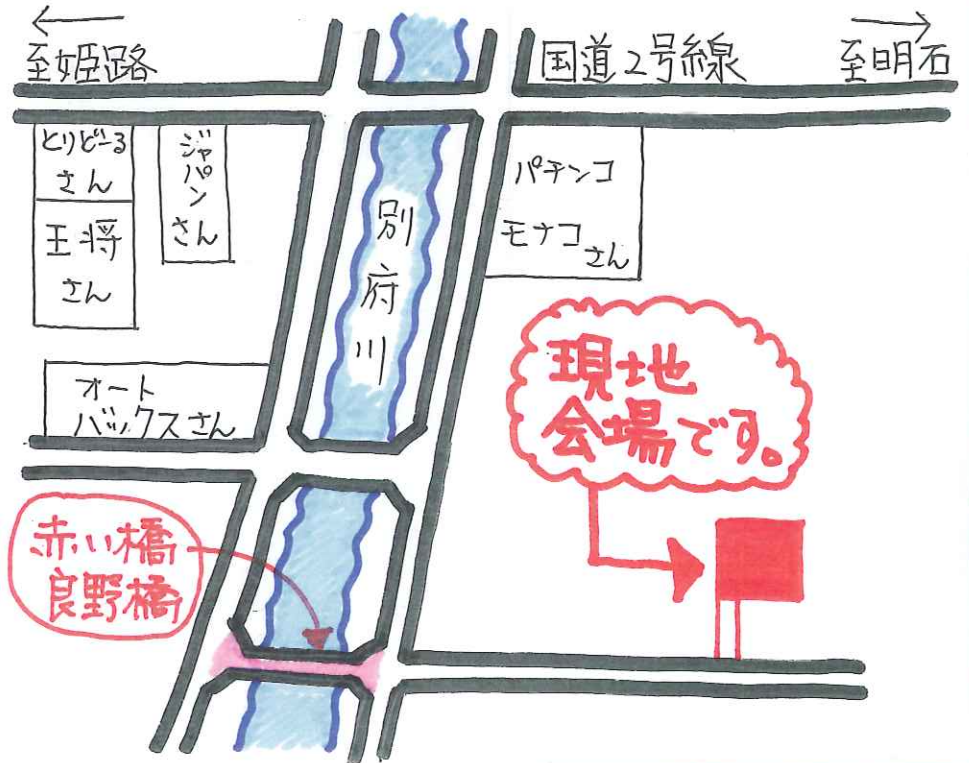 至姫路
国道2号線
至明石
とりどーる
さん
ジャパン
さん
王将
さん
パチンコ
モナコ
さん
別
府
川
オート
バックスさん
現地
会場です。
赤い橋
良野橋